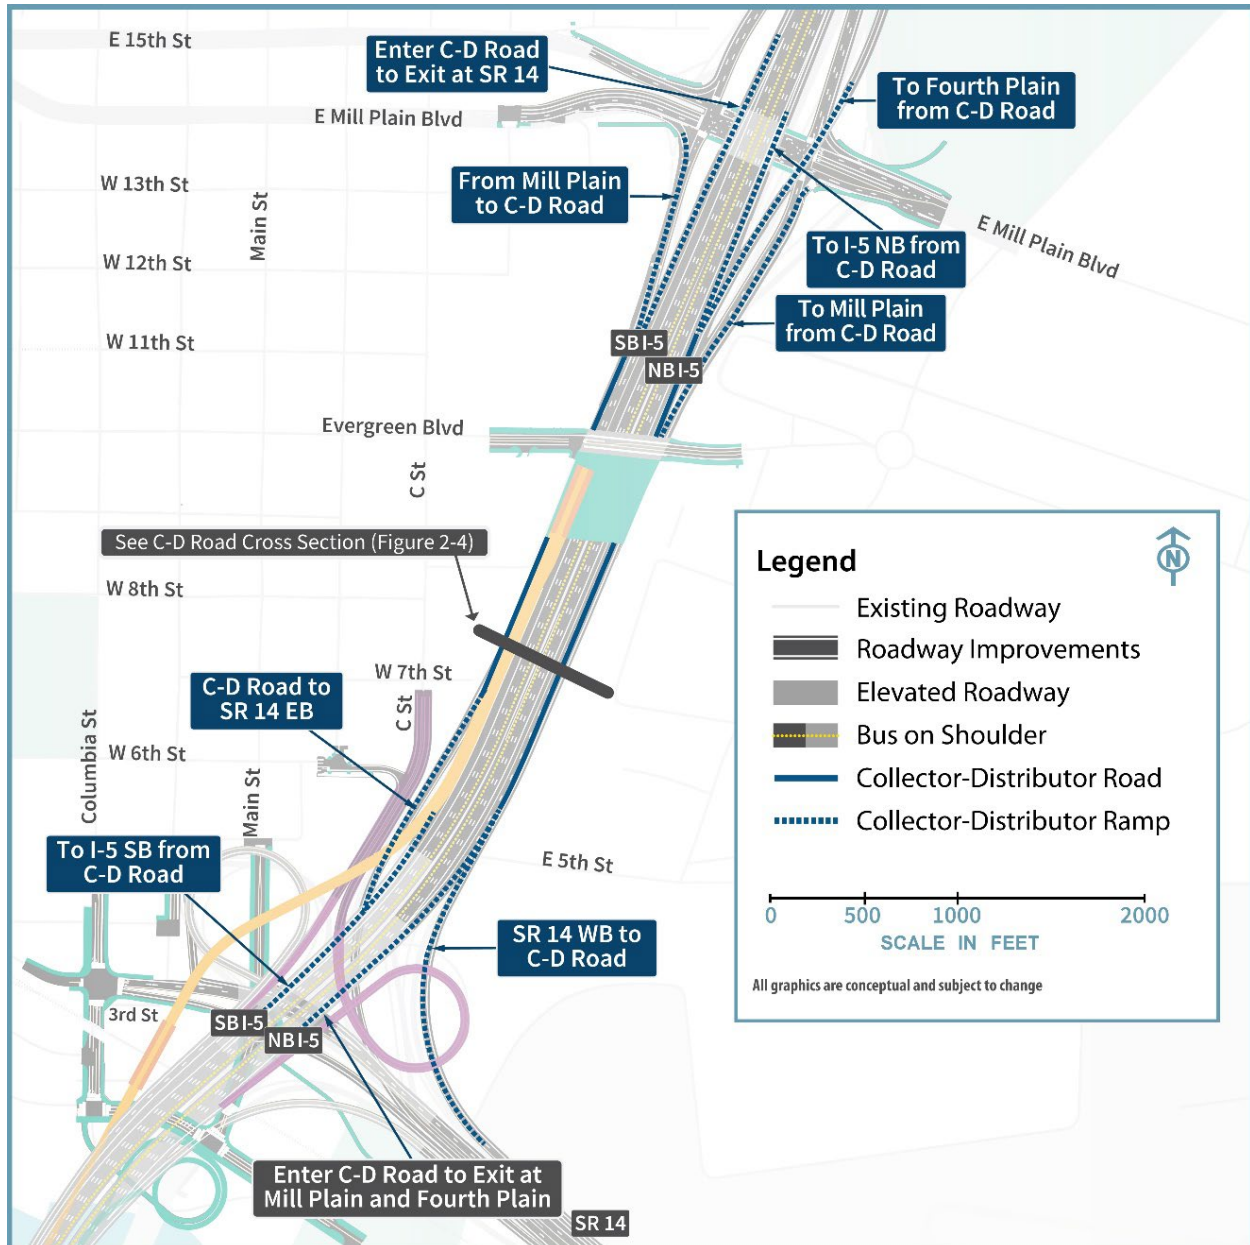 E 15th St
Enter C-D Road
to Exit at SR 14
To Fourth Plain
from C-D Road
E Mill Plain Blvd
W 13th St
Main St
From Mill Plain
to C-D Road
E Mill Plain Blvd
To I-5 NB from
C-D Road
W 12th St
To Mill Plain
from C-D Road
W 11th St
SB I-5
NB I-5
Evergreen Blvd
C St
See C-D Road Cross Section (Figure 2-4)
W 8th St
W 7th St
C-D Road to
SR 14 EB
C St
Columbia St
W 6th St
Main St
To I-5 SB from
C-D Road
E 5th St
SR 14 WB to
C-D Road
3rd St
SB I-5
NB I-5
Enter C-D Road to Exit at
Mill Plain and Fourth Plain
SR 14
Legend
N
Existing Roadway
Roadway Improvements
Elevated Roadway
Bus on Shoulder
Collector-Distributor Road
Collector-Distributor Ramp
0 500 1000 2000
SCALE IN FEET
All graphics are conceptual and subject to change